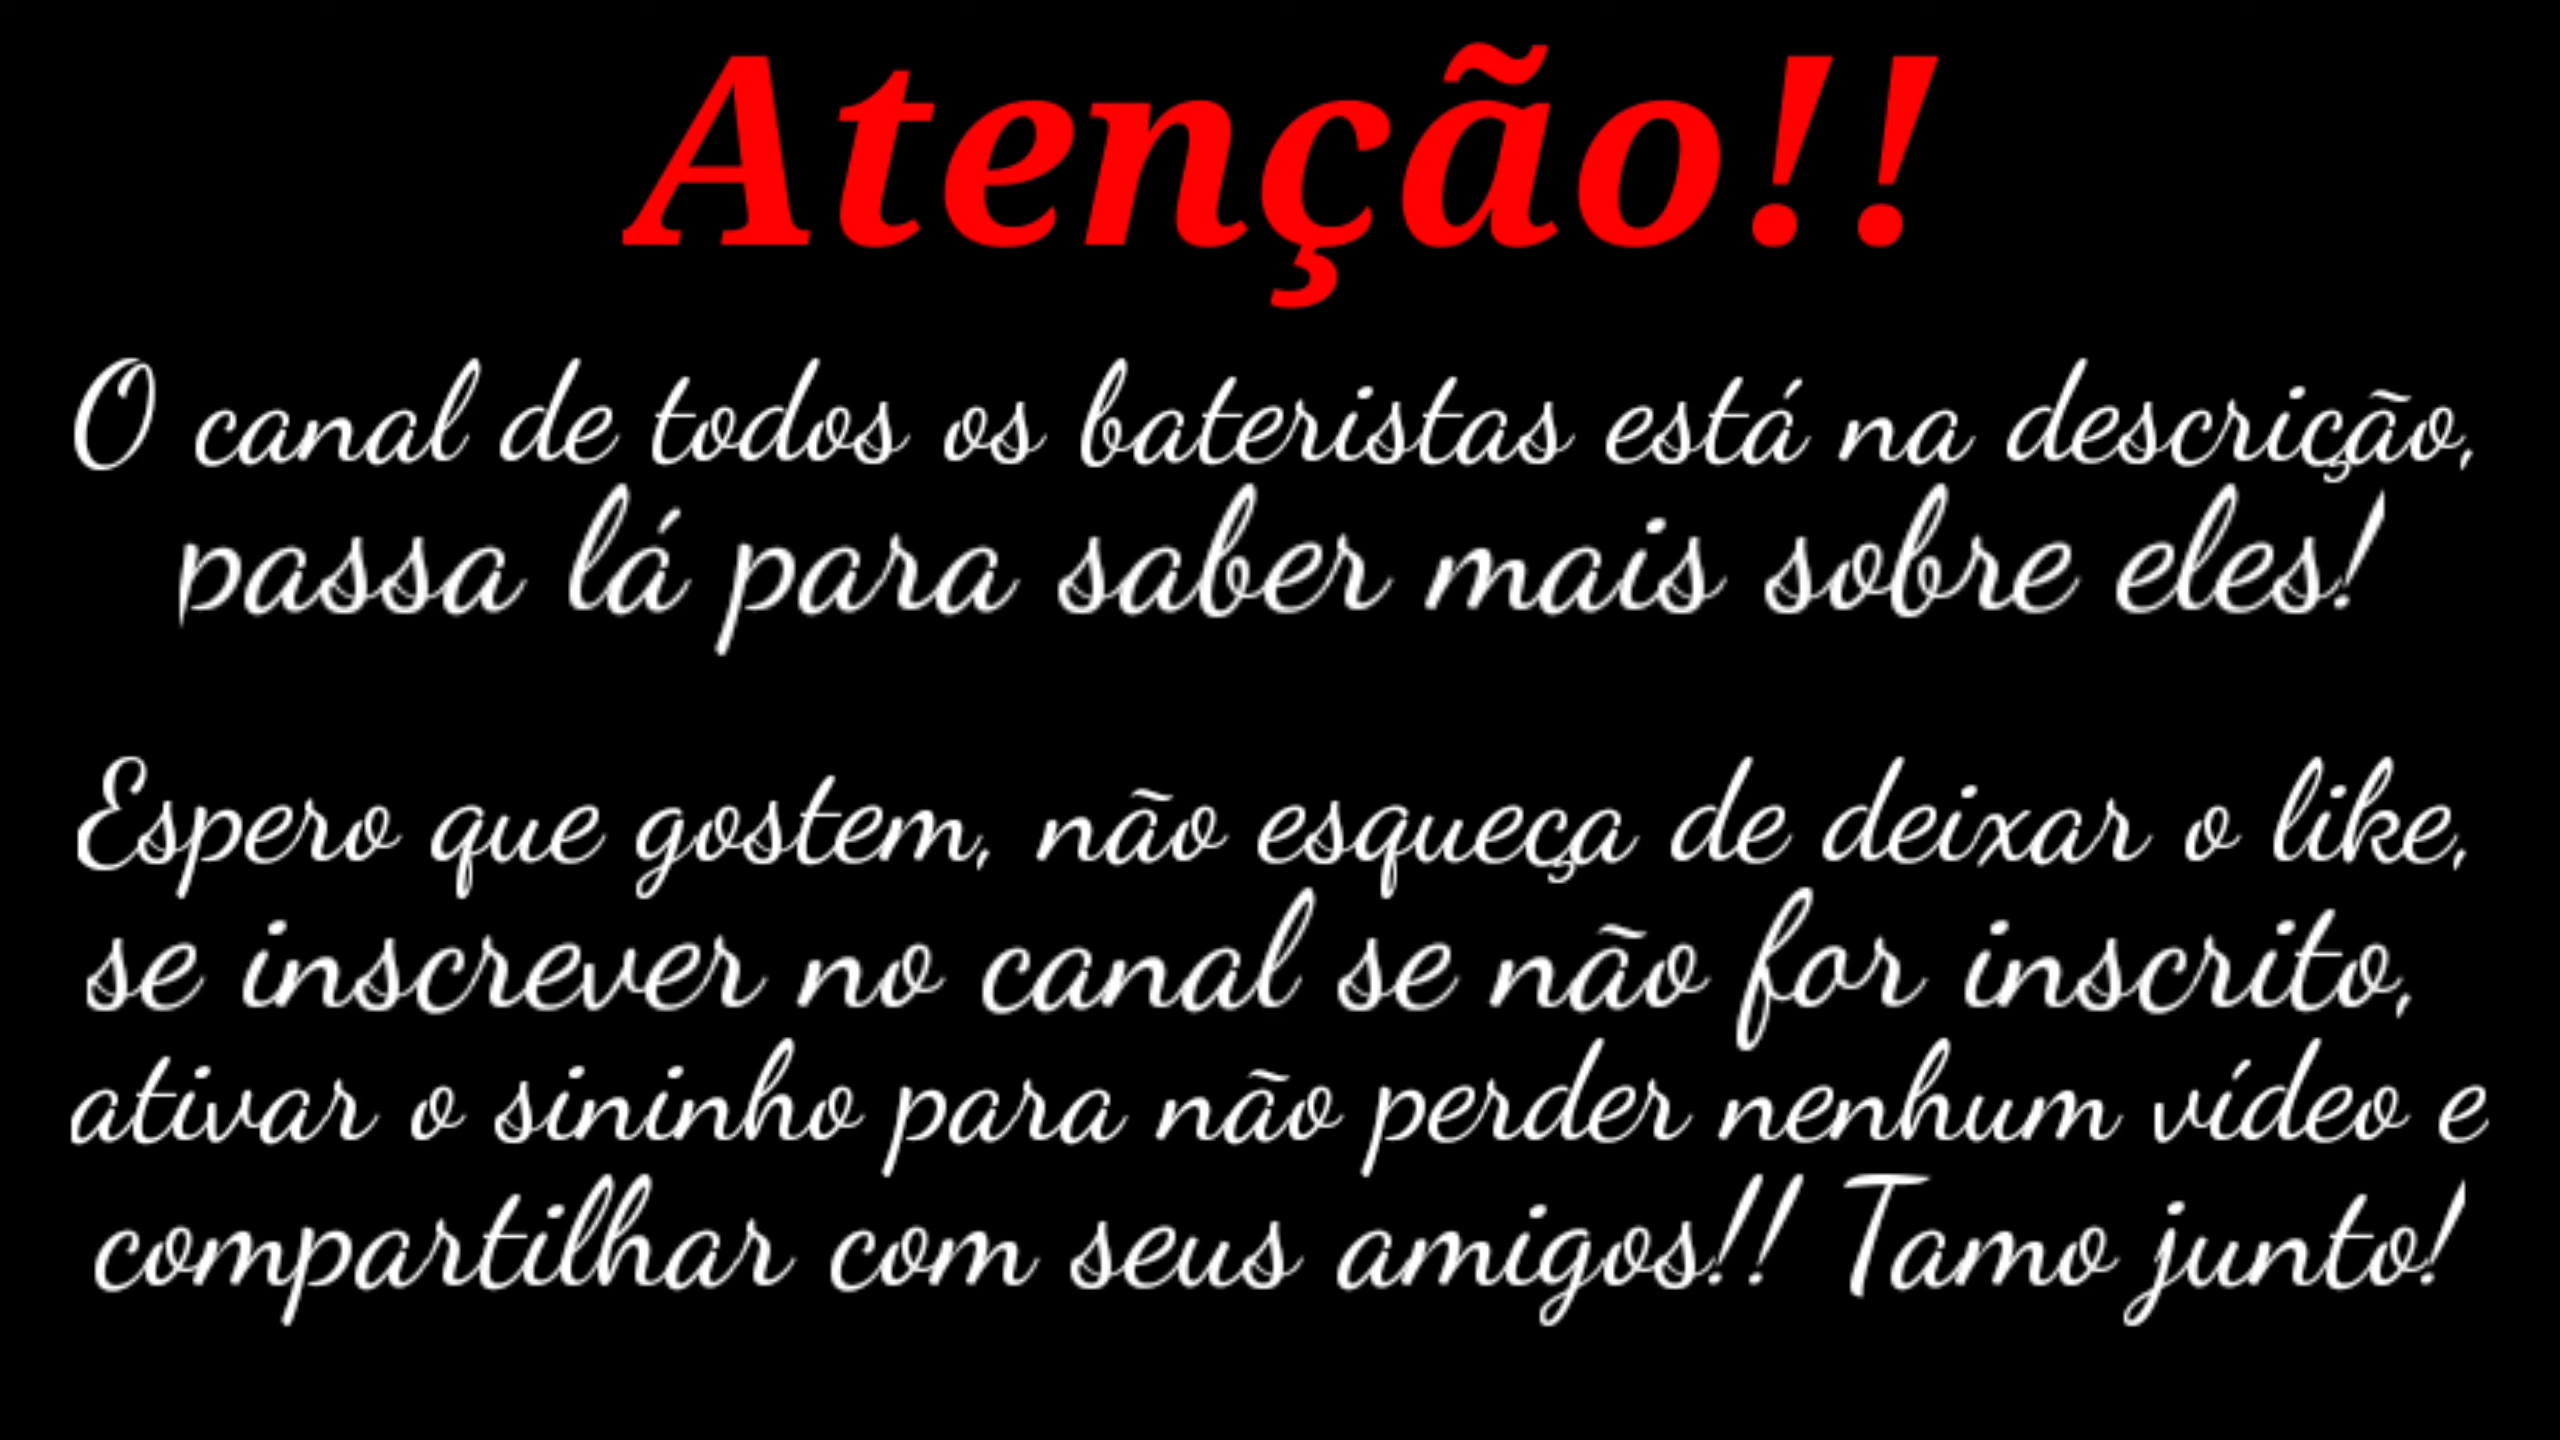 Atenção!!
O canal de todos os bateristas está na descrição,
passa lá para saber mais sobre eles!
Espero que gostem, não esqueça de deixar o like,
se inscrever no canal se não for inscrito,
ativar o sininho para não perder nenhum vídeo e
compartilhar com seus amigos!! Tamo junto!